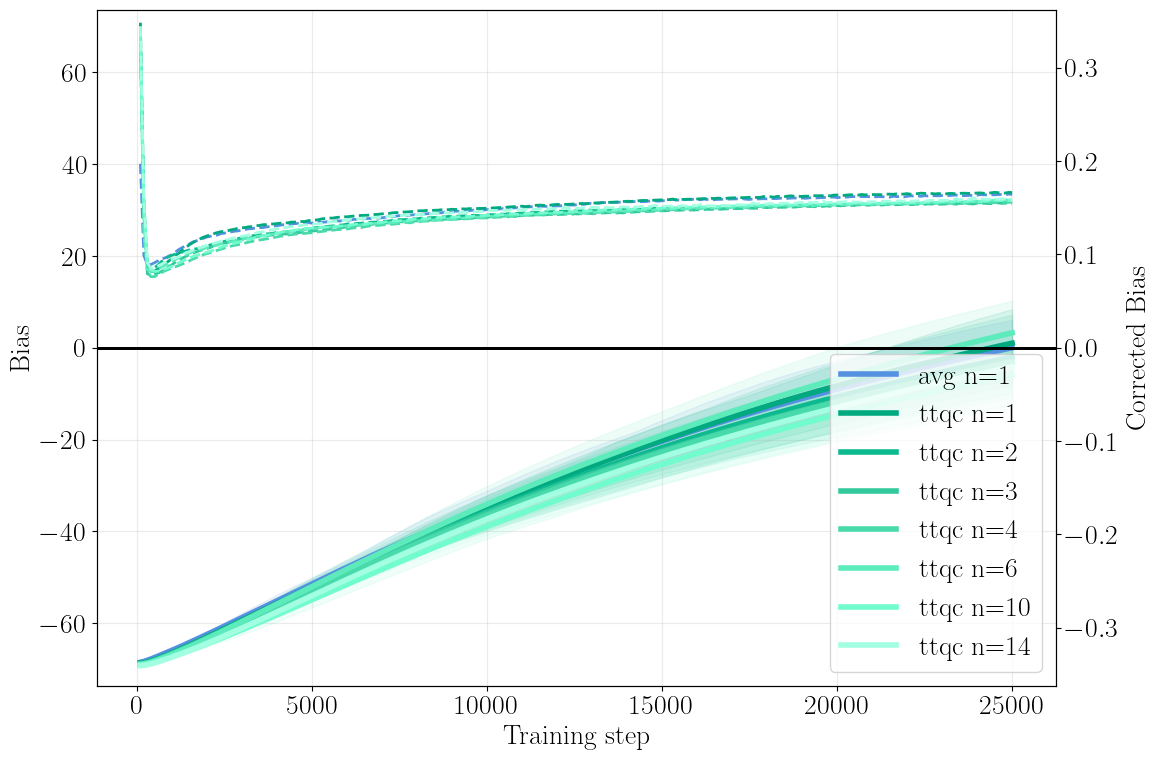 60
40
20
0
−20
−40
−60
Bias
0.3
0.2
0.1
0.0
−0.1
−0.2
−0.3
Corrected Bias
avg n=1
ttqc n=1
ttqc n=2
ttqc n=3
ttqc n=4
ttqc n=6
ttqc n=10
ttqc n=14
0 5000 10000 15000 20000 25000
Training step